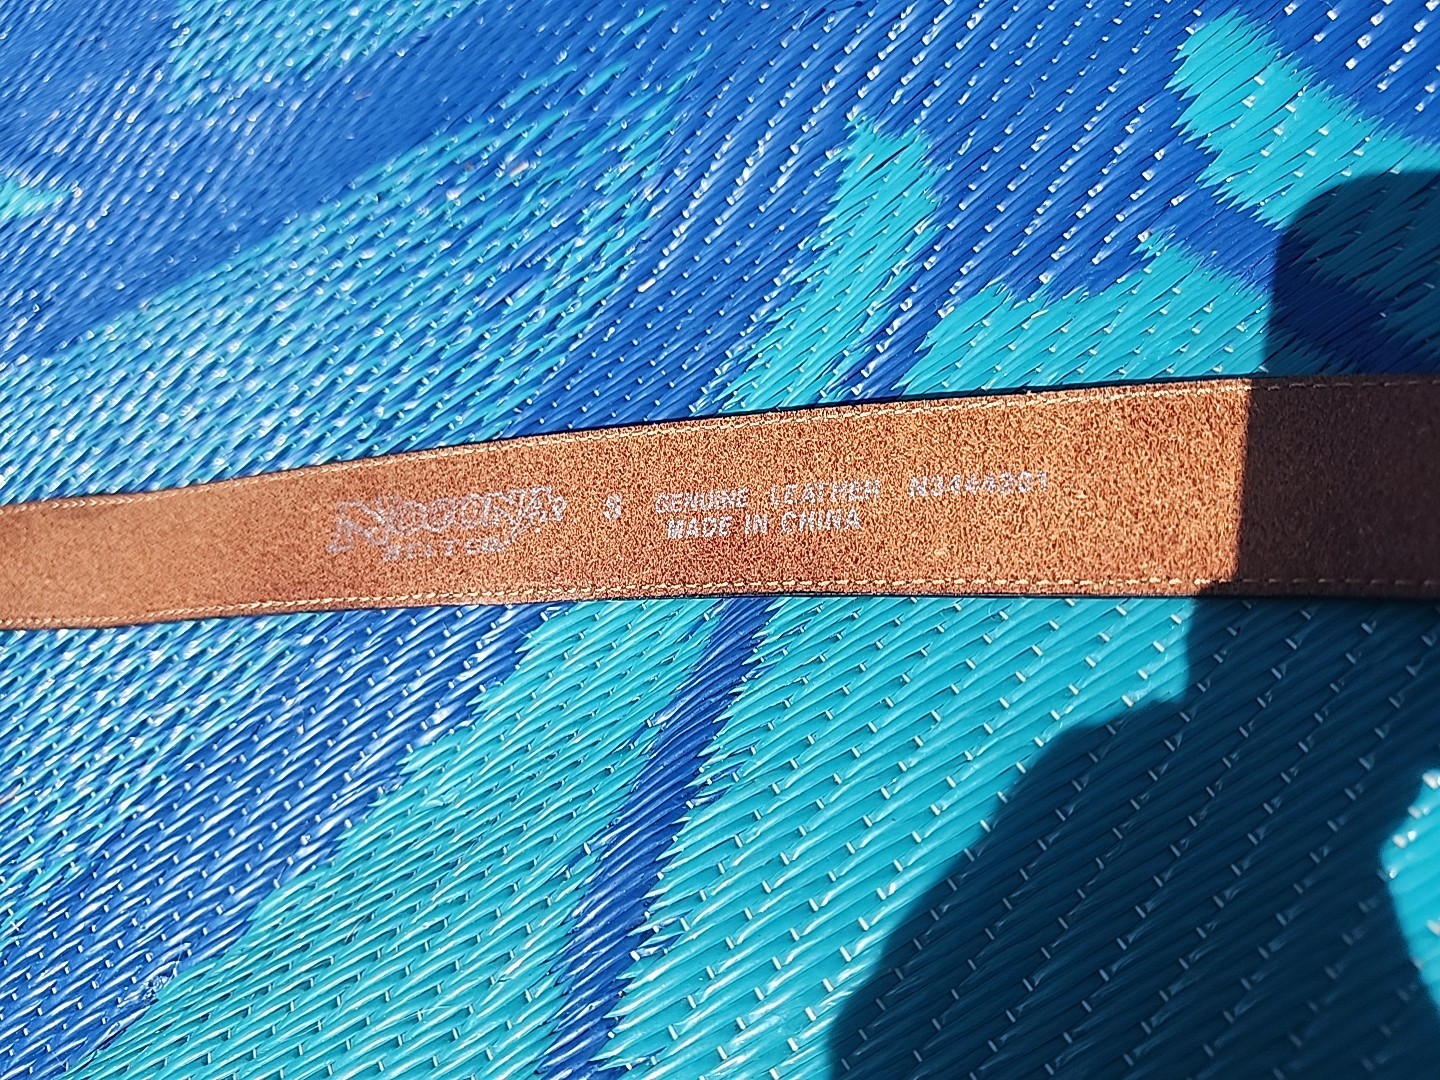 Nocona
BELT CO.
S GENUINE LEATHER N3444201
MADE IN CHINA